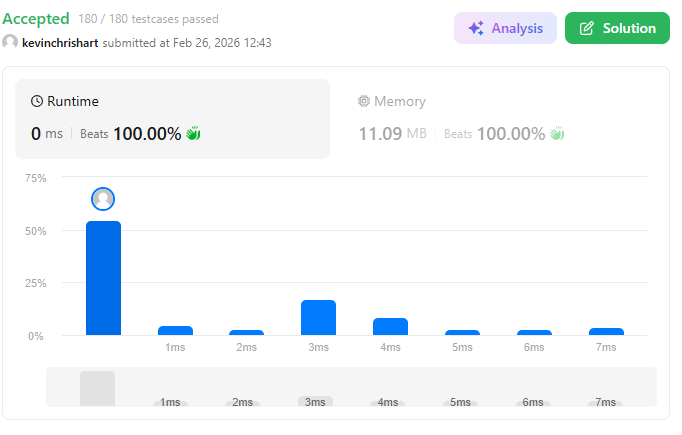 Accepted 180 / 180 testcases passed
kevinchrishart submitted at Feb 26, 2026 12:43
Analysis
Solution
Runtime
0 ms | Beats 100.00%
Memory
11.09 MB | Beats 100.00%
75%
50%
25%
0%
1ms 2ms 3ms 4ms 5ms 6ms 7ms
1ms 2ms 3ms 4ms 5ms 6ms 7ms